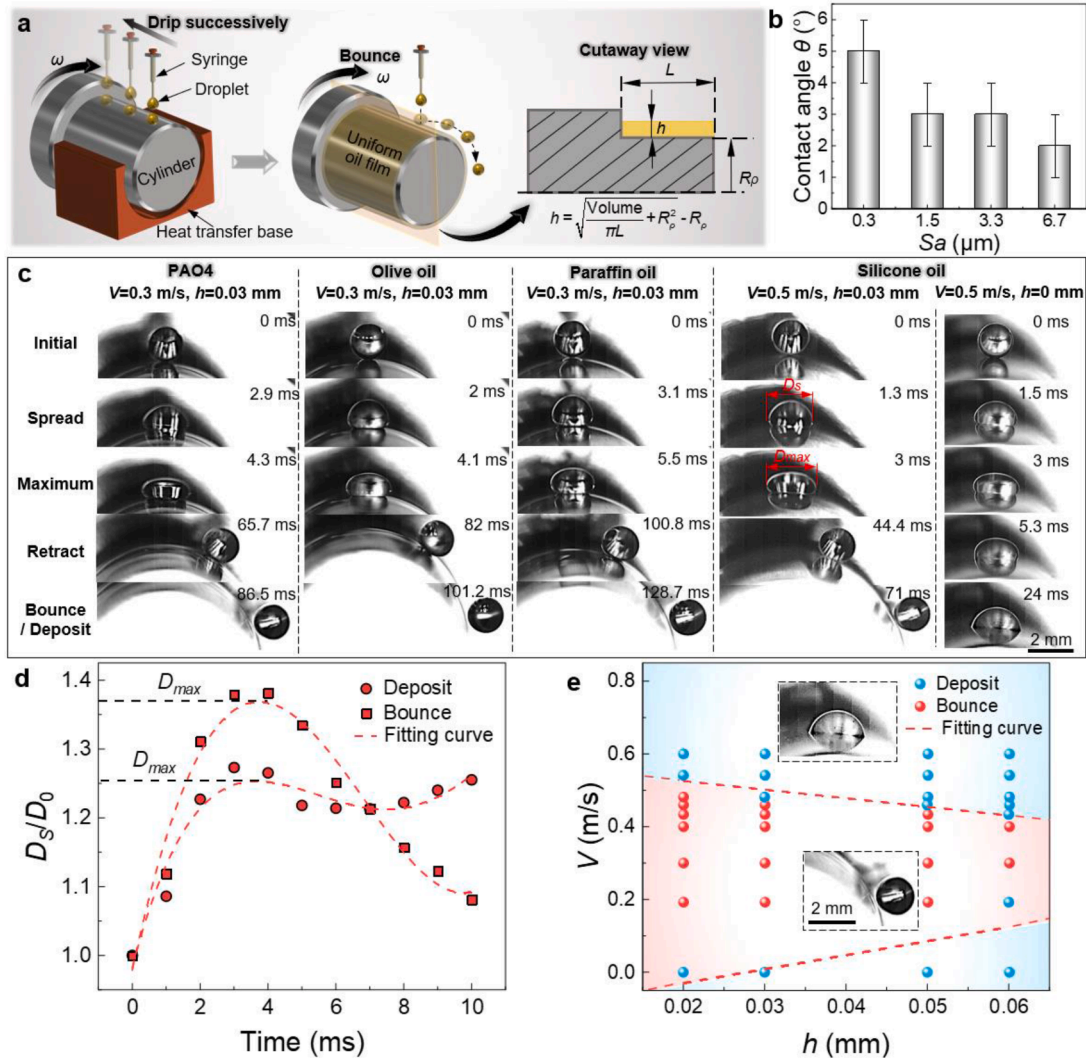 a
Drip successively
ω
Syringe
Droplet
Cylinder
Heat transfer base
Bounce
ω
Uniform
oil film
Cutaway view
L
h
Rρ
h = √(Volume/πL + Rρ²) - Rρ
b
Contact angle θ (°)
6
5
4
3
2
1
0
0.3 1.5 3.3 6.7
Sa (μm)
c
PAO4 Olive oil Paraffin oil Silicone oil
V=0.3 m/s, h=0.03 mm V=0.3 m/s, h=0.03 mm V=0.3 m/s, h=0.03 mm V=0.5 m/s, h=0.03 mm V=0.5 m/s, h=0 mm
Initial 0 ms 0 ms 0 ms 0 ms 0 ms
Spread 2.9 ms 2 ms 3.1 ms Ds 1.3 ms 1.5 ms
Maximum 4.3 ms 4.1 ms 5.5 ms Dmax 3 ms 3 ms
Retract 65.7 ms 82 ms 100.8 ms 44.4 ms 5.3 ms
Bounce
/ Deposit 86.5 ms 101.2 ms 128.7 ms 71 ms 24 ms
2 mm
d
DS/D0
1.4
1.3
1.2
1.1
1.0
Dmax
Dmax
Deposit
Bounce
Fitting curve
0 2 4 6 8 10
Time (ms)
e
V (m/s)
0.8
0.6
0.4
0.2
0.0
Deposit
Bounce
Fitting curve
2 mm
0.02 0.03 0.04 0.05 0.06
h (mm)